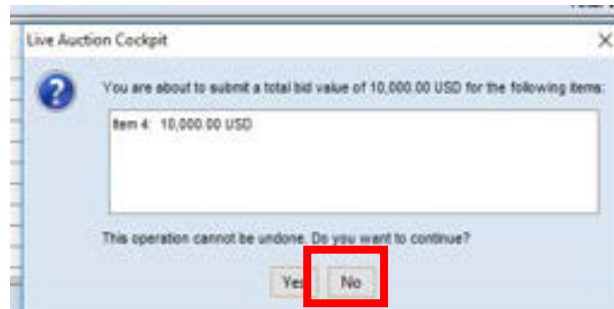 Live Auction Cockpit
You are about to submit a total bid value of 10,000.00 USD for the following items:
Item 4: 10,000.00 USD
This operation cannot be undone. Do you want to continue?
Yes No